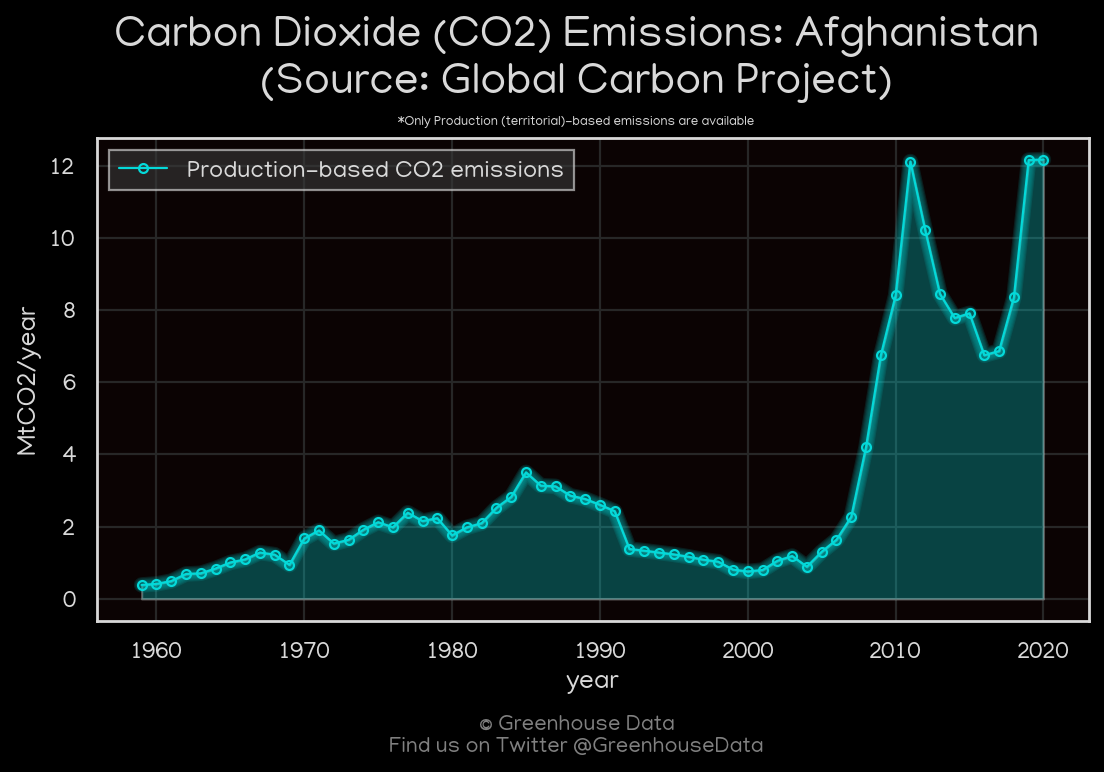 Carbon Dioxide (CO2) Emissions: Afghanistan
(Source: Global Carbon Project)
*Only Production (territorial)-based emissions are available
Production-based CO2 emissions
12
10
8
6
4
2
0
MtCO2/year
1960 1970 1980 1990 2000 2010 2020
year
© Greenhouse Data
Find us on Twitter @GreenhouseData